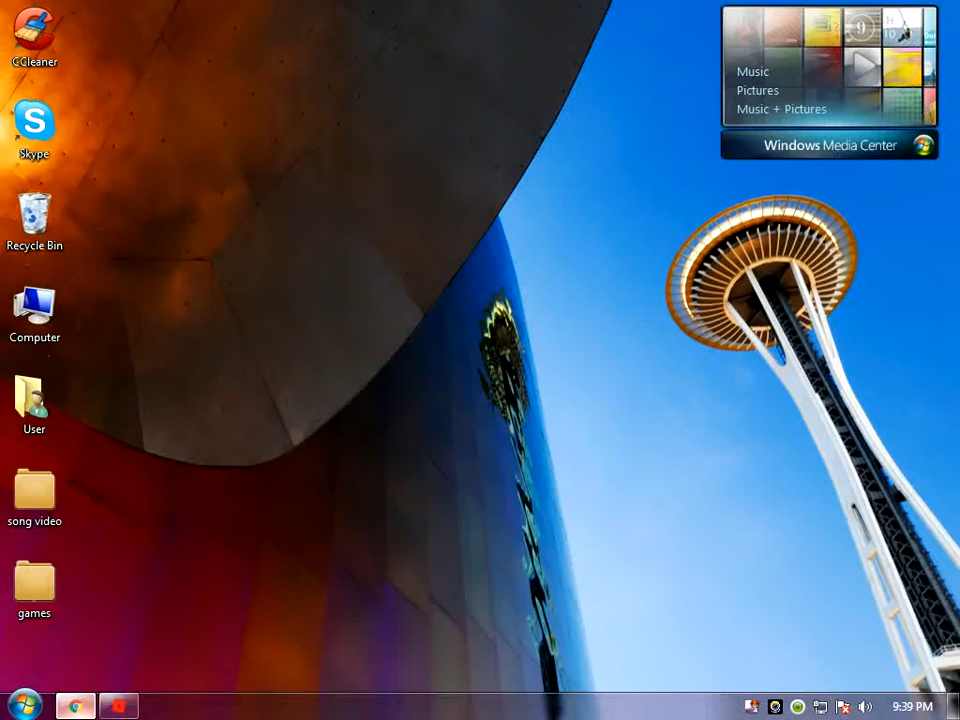 CCleaner
Skype
Recycle Bin
Computer
User
song video
games
Music
Pictures
Music + Pictures
Windows Media Center
9:39 PM